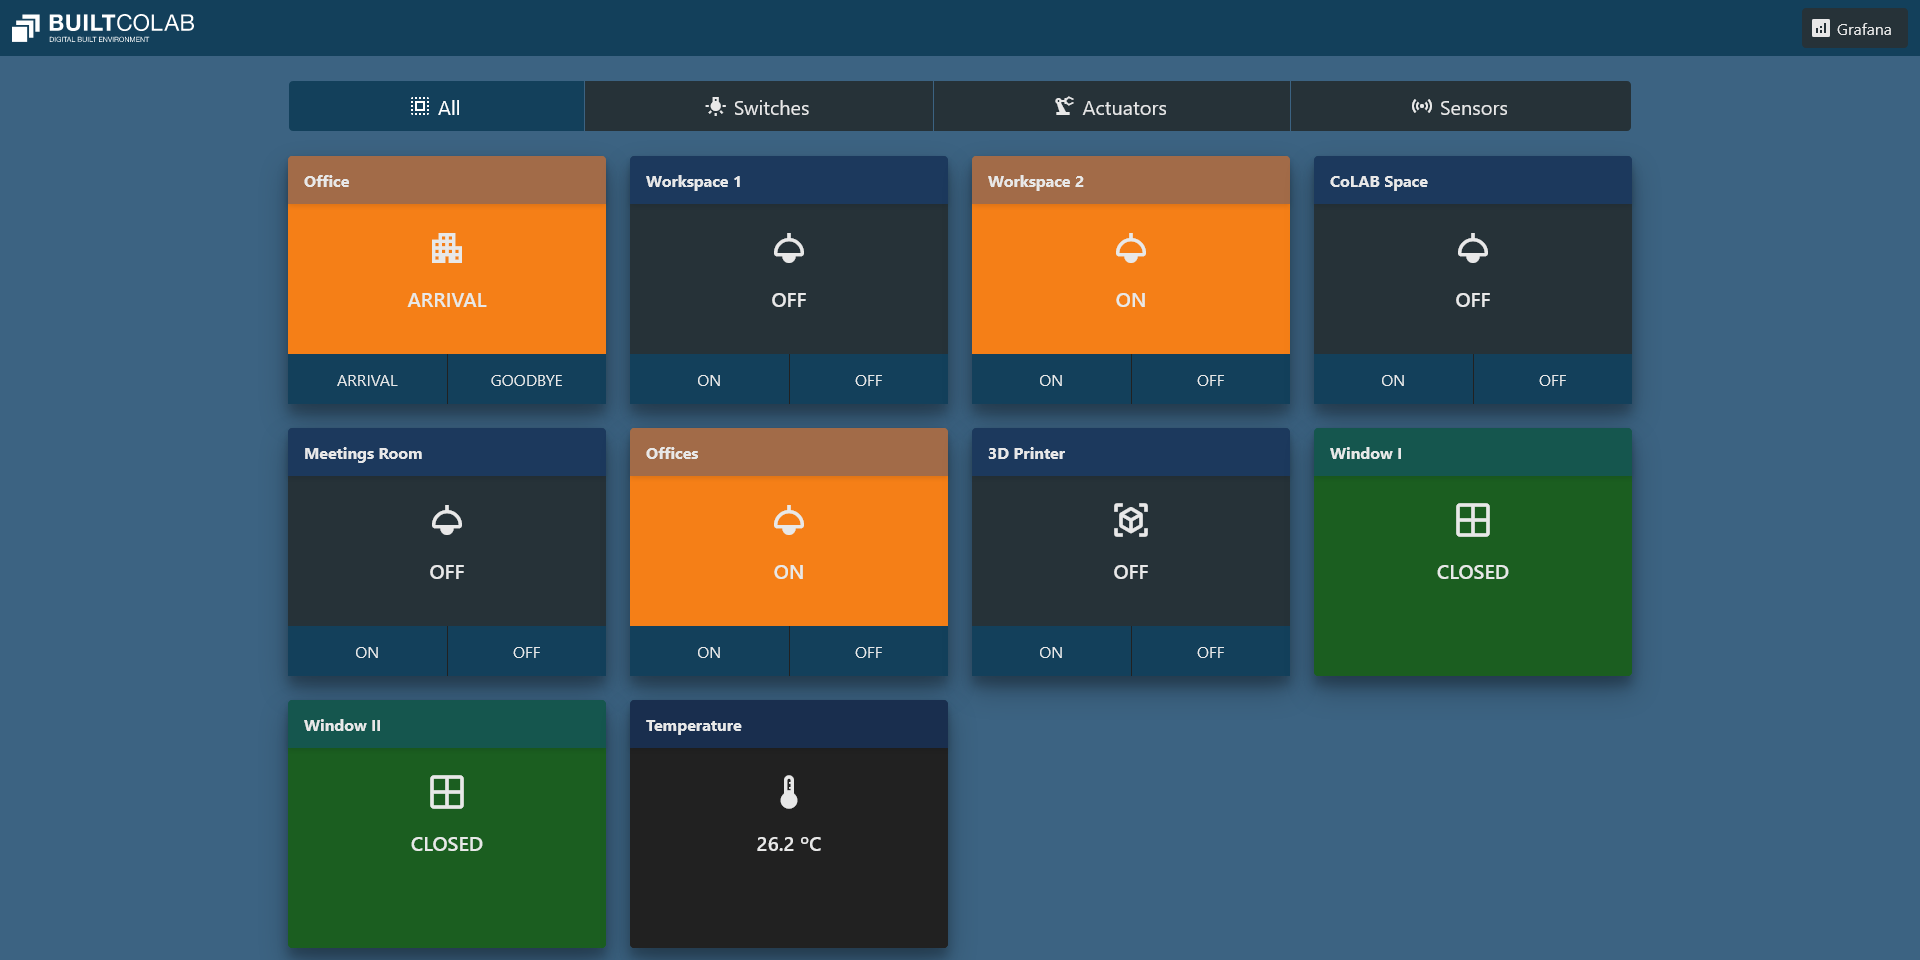 BUILTCOLAB
DIGITAL BUILT ENVIRONMENT
Grafana
All
Switches
Actuators
Sensors
Office
ARRIVAL
ARRIVAL
GOODBYE
Workspace 1
OFF
ON
OFF
Workspace 2
ON
ON
OFF
CoLAB Space
OFF
ON
OFF
Meetings Room
OFF
ON
OFF
Offices
ON
ON
OFF
3D Printer
OFF
ON
OFF
Window I
CLOSED
Window II
CLOSED
Temperature
26.2 ºC